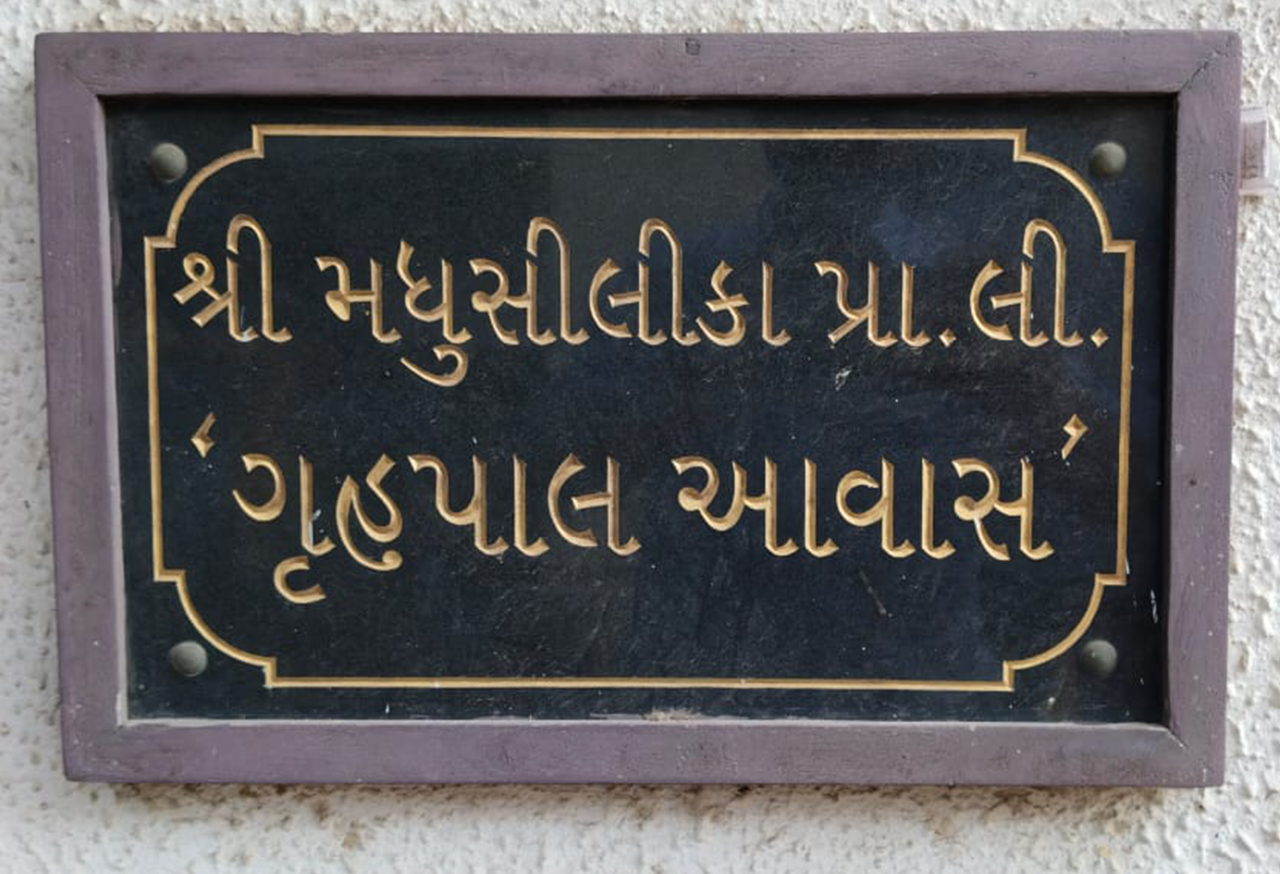 શ્રી મધુસીલીકા પ્રા. લી.
‘ગૃહપાલ આવાસ’